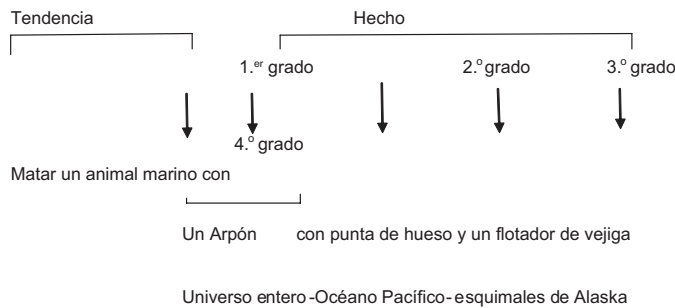 Tendencia Hecho
1.er grado 2.º grado 3.º grado
4.º grado
Matar un animal marino con
Un Arpón con punta de hueso y un flotador de vejiga
Universo entero-Océano Pacífico-esquimales de Alaska